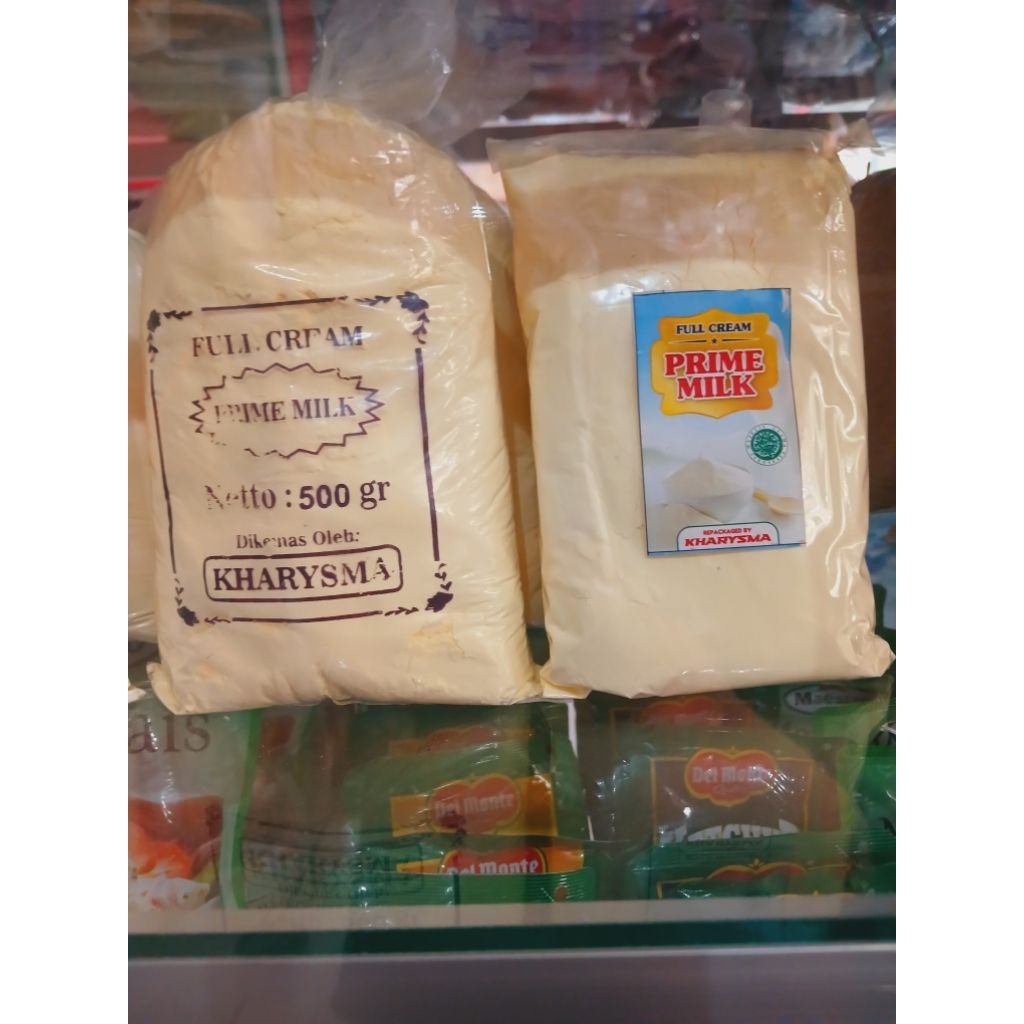 FULL CREAM
PRIME MILK
Netto : 500 gr
Dikemas Oleh:
KHARYSMA
FULL CREAM
PRIME
MILK
REPACKAGED BY
KHARYSMA
ais
Del Monte
Del Monte
Del Monte